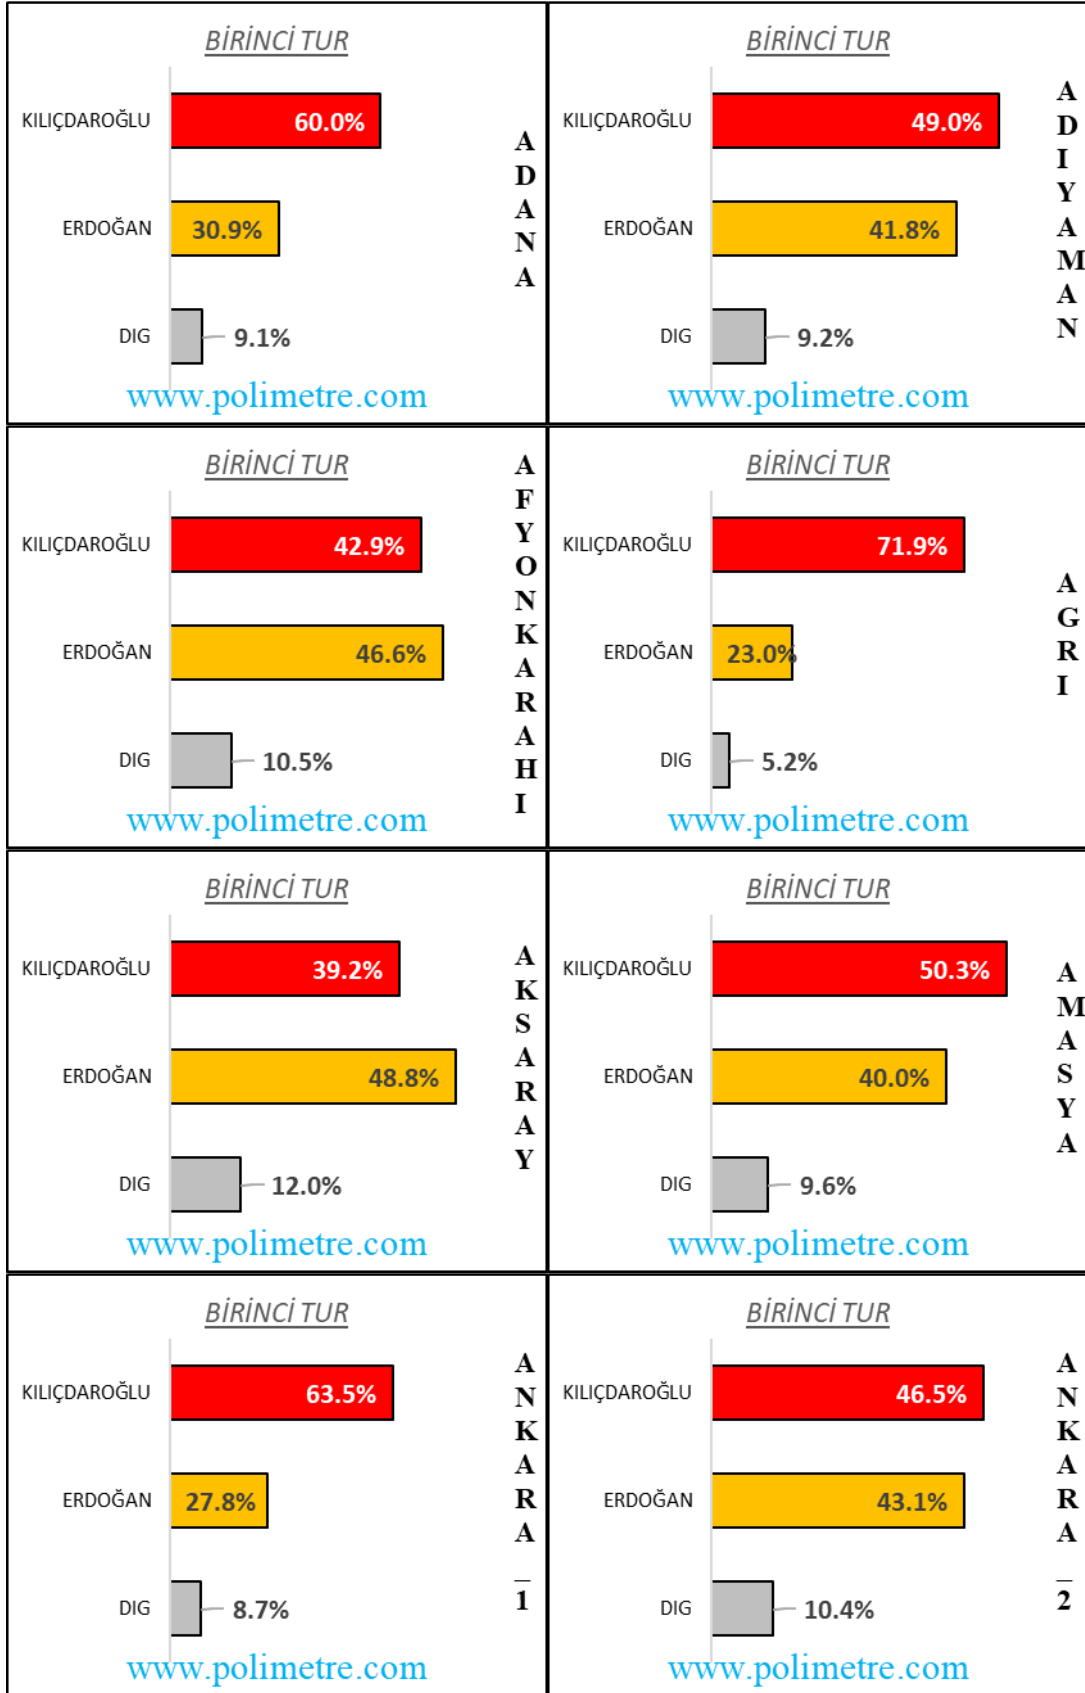 BİRİNCİ TUR
KILIÇDAROĞLU 60.0%
ERDOĞAN 30.9%
DIG 9.1%
ADANA
www.polimetre.com
BİRİNCİ TUR
KILIÇDAROĞLU 49.0%
ERDOĞAN 41.8%
DIG 9.2%
ADIYAMAN
www.polimetre.com
BİRİNCİ TUR
KILIÇDAROĞLU 42.9%
ERDOĞAN 46.6%
DIG 10.5%
AFYONKARAHI
www.polimetre.com
BİRİNCİ TUR
KILIÇDAROĞLU 71.9%
ERDOĞAN 23.0%
DIG 5.2%
AGRI
www.polimetre.com
BİRİNCİ TUR
KILIÇDAROĞLU 39.2%
ERDOĞAN 48.8%
DIG 12.0%
AKSARAY
www.polimetre.com
BİRİNCİ TUR
KILIÇDAROĞLU 50.3%
ERDOĞAN 40.0%
DIG 9.6%
AMASYA
www.polimetre.com
BİRİNCİ TUR
KILIÇDAROĞLU 63.5%
ERDOĞAN 27.8%
DIG 8.7%
ANKARA_1
www.polimetre.com
BİRİNCİ TUR
KILIÇDAROĞLU 46.5%
ERDOĞAN 43.1%
DIG 10.4%
ANKARA_2
www.polimetre.com